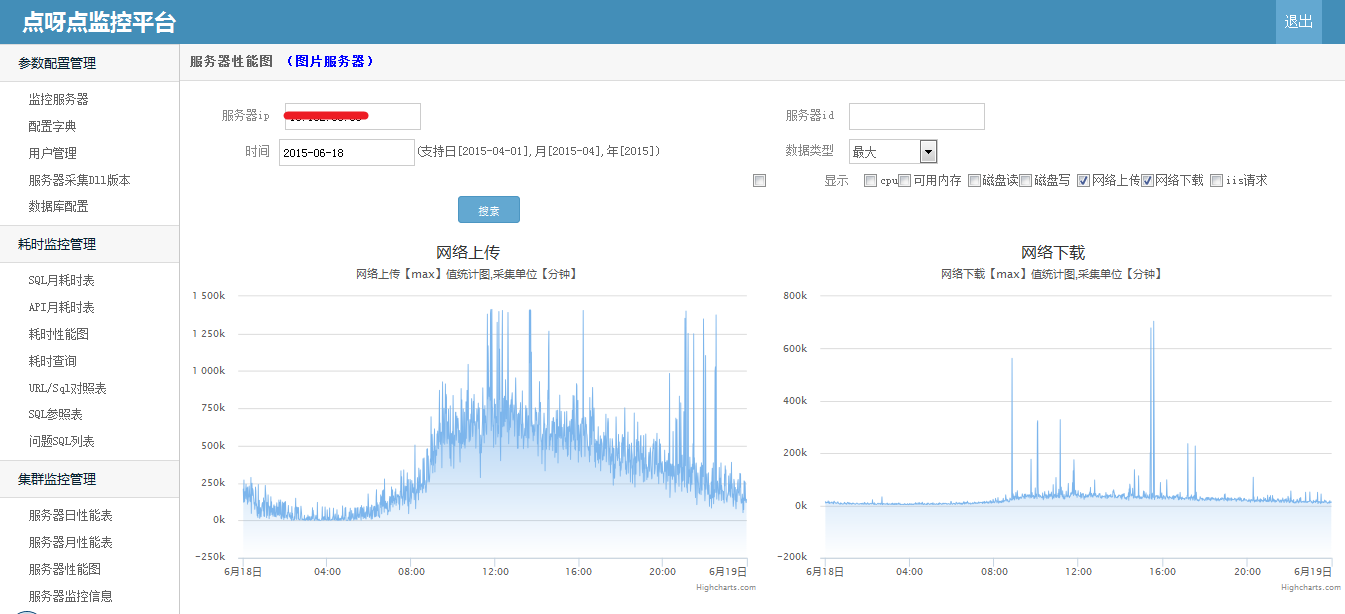 点呀点监控平台
退出
参数配置管理
监控服务器
配置字典
用户管理
服务器采集Dll版本
数据库配置
耗时监控管理
SQL月耗时表
API月耗时表
耗时性能图
耗时查询
URL/Sql对照表
SQL参照表
问题SQL列表
集群监控管理
服务器日性能表
服务器月性能表
服务器性能图
服务器监控信息
服务器性能图 （图片服务器）
服务器ip
服务器id
时间 2015-06-18 (支持日[2015-04-01],月[2015-04],年[2015])
数据类型 最大
显示 cpu 可用内存 磁盘读 磁盘写 网络上传 网络下载 iis请求
搜索
网络上传
网络上传【max】值统计图,采集单位【分钟】
1 500k
1 250k
1 000k
750k
500k
250k
0k
-250k
6月18日 04:00 08:00 12:00 16:00 20:00 6月19日
Highcharts.com
网络下载
网络下载【max】值统计图,采集单位【分钟】
800k
600k
400k
200k
0k
-200k
6月18日 04:00 08:00 12:00 16:00 20:00 6月19日
Highcharts.com